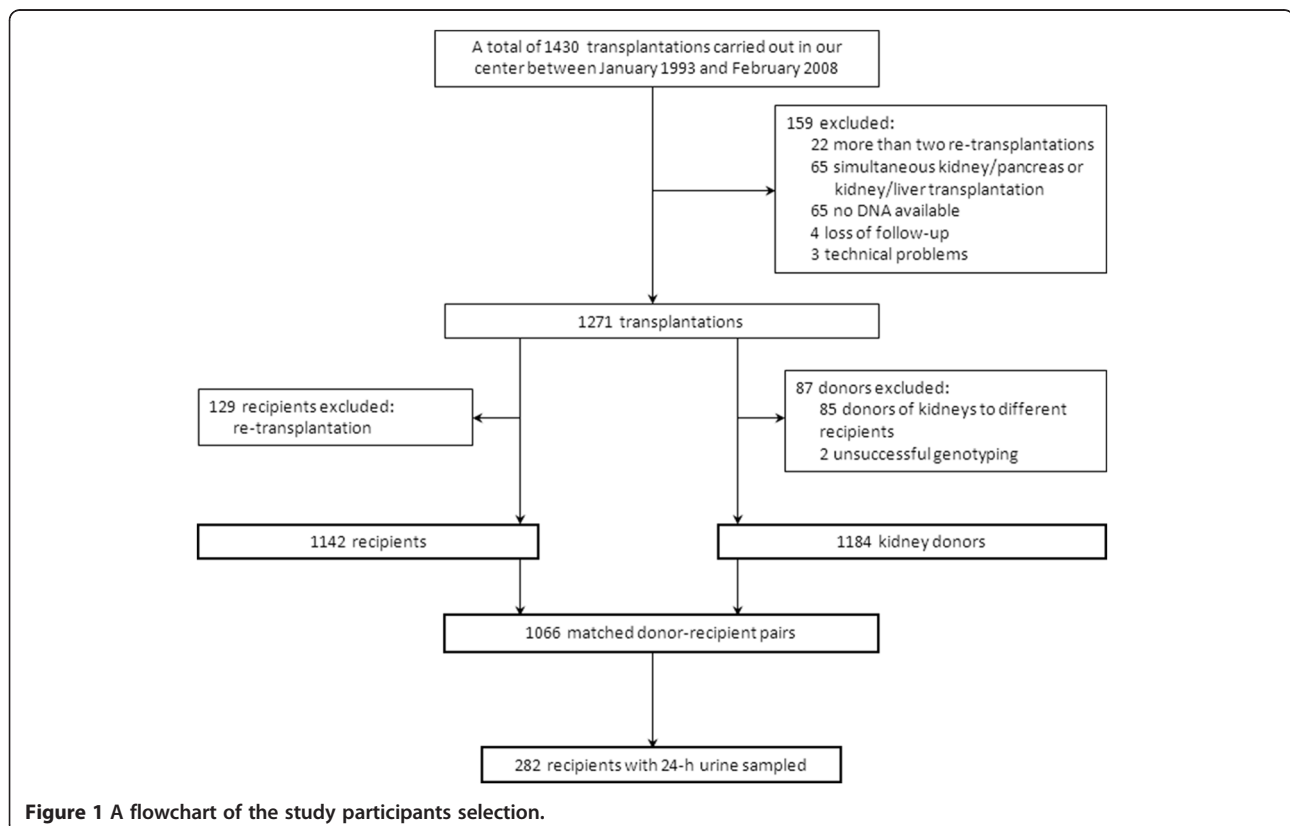 A total of 1430 transplantations carried out in our
center between January 1993 and February 2008
159 excluded:
22 more than two re-transplantations
65 simultaneous kidney/pancreas or
kidney/liver transplantation
65 no DNA available
4 loss of follow-up
3 technical problems
1271 transplantations
129 recipients excluded:
re-transplantation
87 donors excluded:
85 donors of kidneys to different
recipients
2 unsuccessful genotyping
1142 recipients
1184 kidney donors
1066 matched donor-recipient pairs
282 recipients with 24-h urine sampled
Figure 1 A flowchart of the study participants selection.